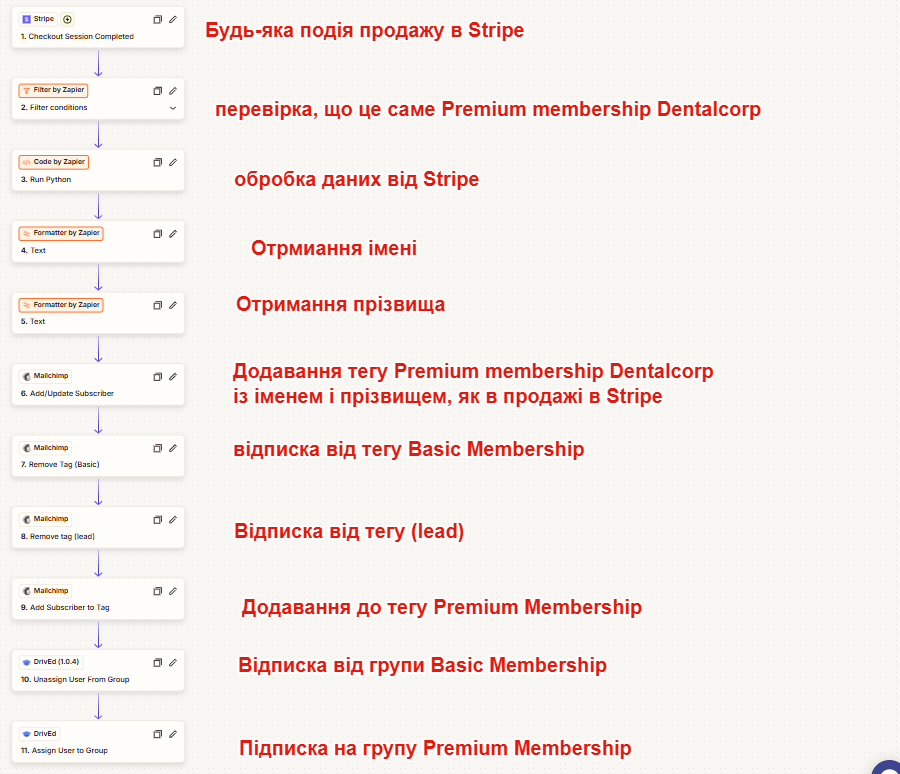 Stripe
1. Checkout Session Completed
Будь-яка подія продажу в Stripe
Filter by Zapier
2. Filter conditions
перевірка, що це саме Premium membership Dentalcorp
Code by Zapier
3. Run Python
обробка даних від Stripe
Formatter by Zapier
4. Text
Отрмиання імені
Formatter by Zapier
5. Text
Отримання прізвища
Mailchimp
6. Add/Update Subscriber
Додавання тегу Premium membership Dentalcorp
із іменем і прізвищем, як в продажі в Stripe
Mailchimp
7. Remove Tag (Basic)
відписка від тегу Basic Membership
Mailchimp
8. Remove tag (lead)
Відписка від тегу (lead)
Mailchimp
9. Add Subscriber to Tag
Додавання до тегу Premium Membership
DrivEd (1.0.4)
10. Unassign User From Group
Відписка від групи Basic Membership
DrivEd
11. Assign User to Group
Підписка на групу Premium Membership